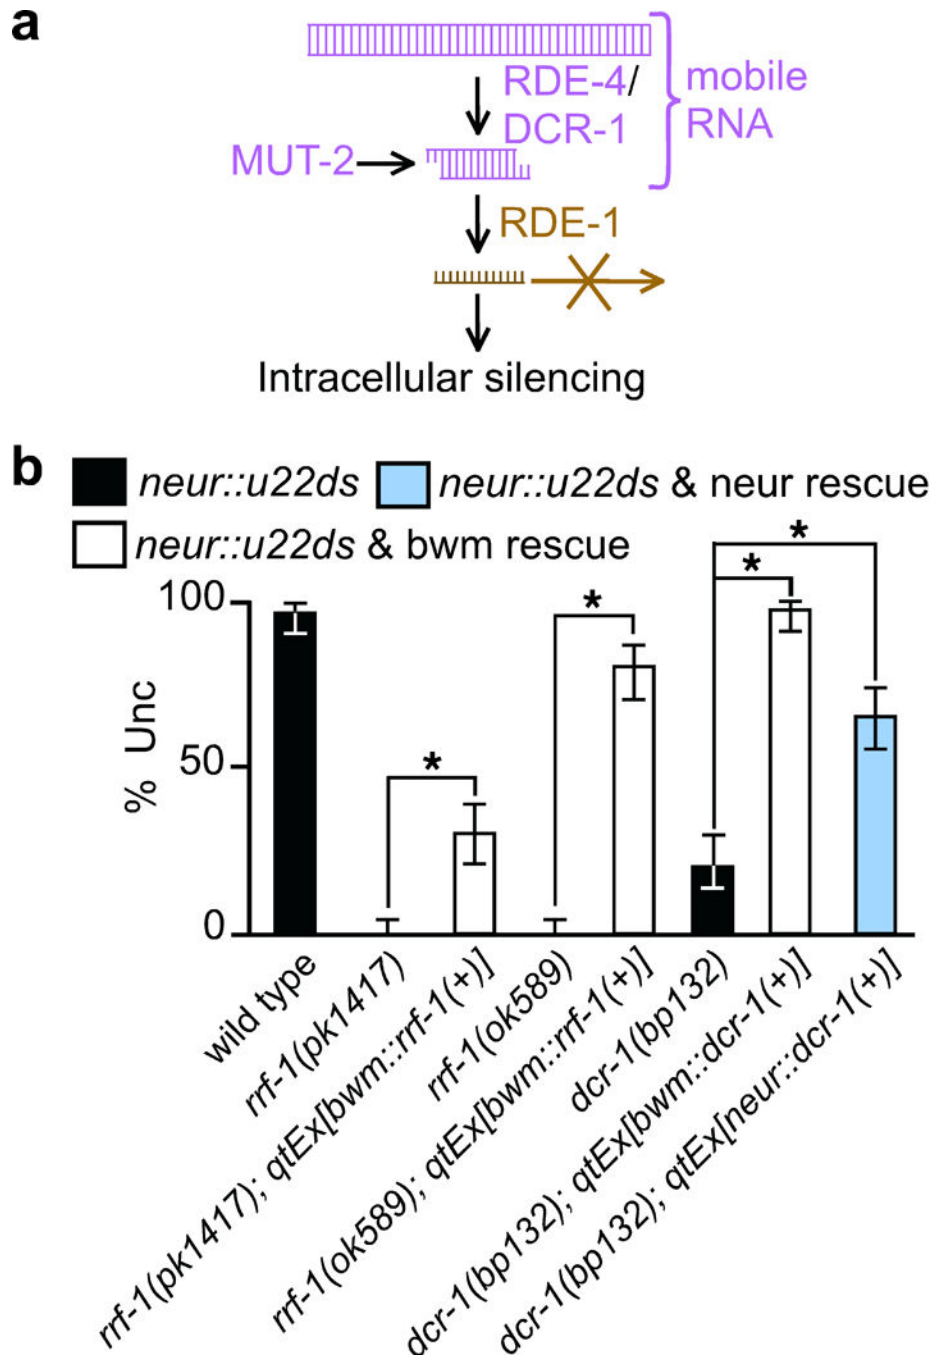 a
RDE-4/
DCR-1
mobile
RNA
MUT-2
RDE-1
Intracellular silencing
b
neur::u22ds
neur::u22ds & neur rescue
neur::u22ds & bwm rescue
% Unc
100
50
0
*
*
*
*
wild type
rrf-1(pk1417)
rrf-1(pk1417); qtEx[bwm::rrf-1(+)]
rrf-1(ok589)
rrf-1(ok589); qtEx[bwm::rrf-1(+)]
dcr-1(bp132)
dcr-1(bp132); qtEx[bwm::dcr-1(+)]
dcr-1(bp132); qtEx[neur::dcr-1(+)]